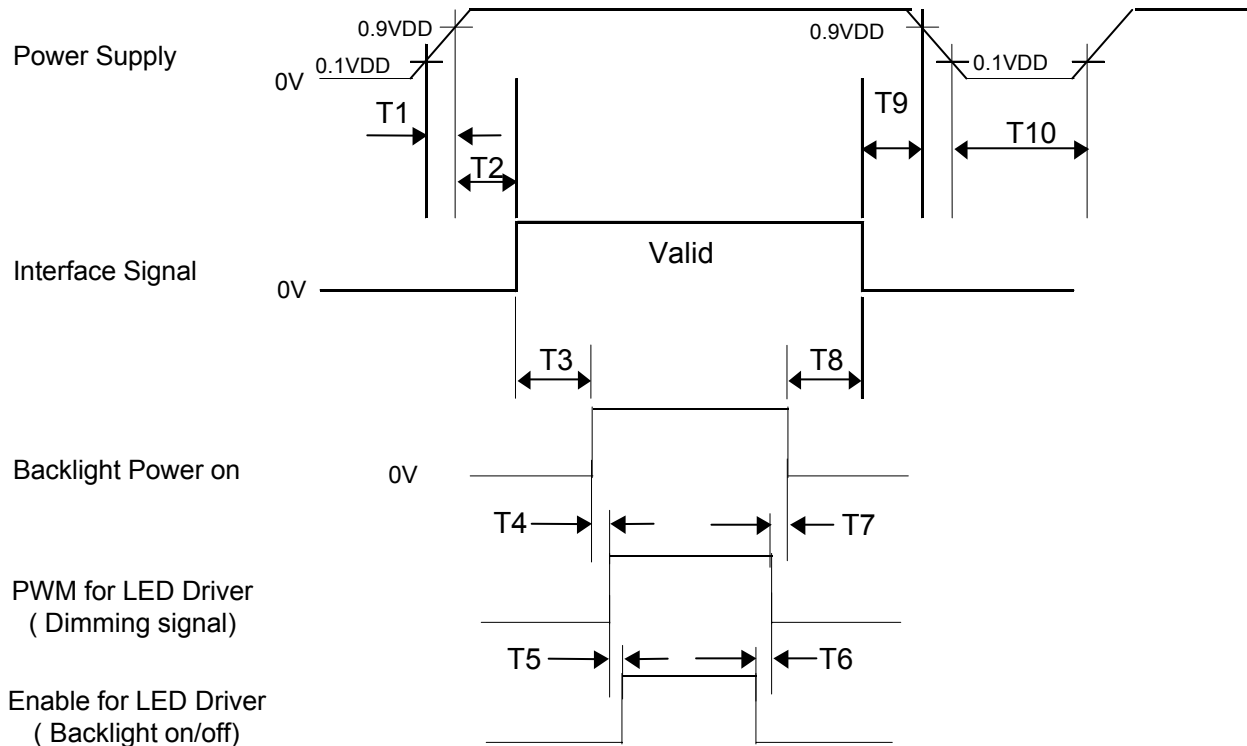 Power Supply
0.9VDD
0.1VDD
0V
0.9VDD
0.1VDD
T1
T2
T9
T10
Interface Signal
0V
Valid
T3
T8
Backlight Power on
0V
T4
T7
PWM for LED Driver
( Dimming signal)
T5
T6
Enable for LED Driver
( Backlight on/off)